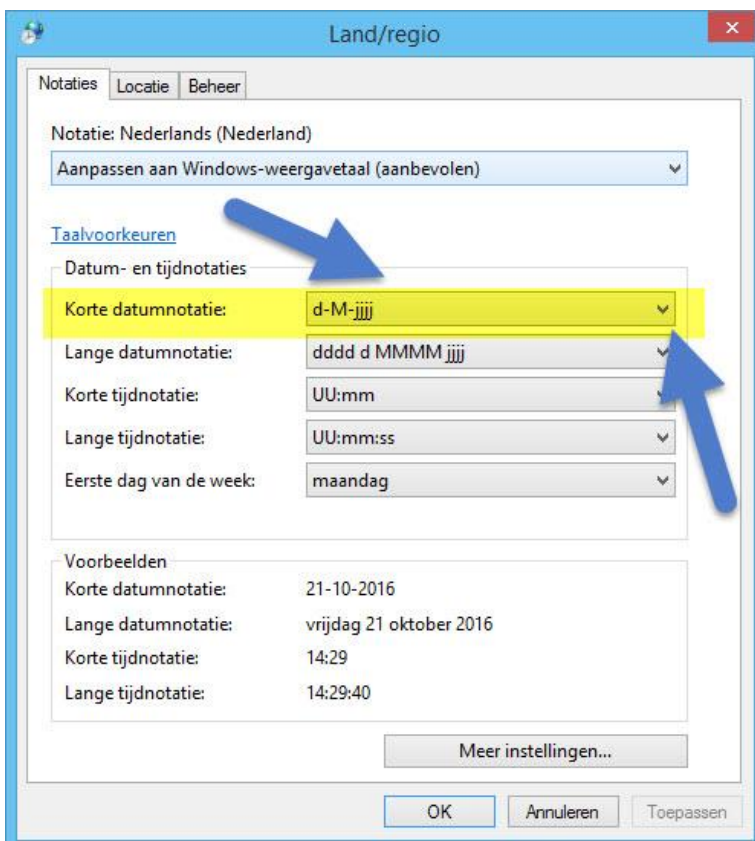 Land/regio
Notaties Locatie Beheer
Notatie: Nederlands (Nederland)
Aanpassen aan Windows-weergavetaal (aanbevolen)
Taalvoorkeuren
Datum- en tijdnotaties
Korte datumnotatie: d-M-jjjj
Lange datumnotatie: dddd d MMMM jjjj
Korte tijdnotatie: UU:mm
Lange tijdnotatie: UU:mm:ss
Eerste dag van de week: maandag
Voorbeelden
Korte datumnotatie: 21-10-2016
Lange datumnotatie: vrijdag 21 oktober 2016
Korte tijdnotatie: 14:29
Lange tijdnotatie: 14:29:40
Meer instellingen...
OK Annuleren Toepassen